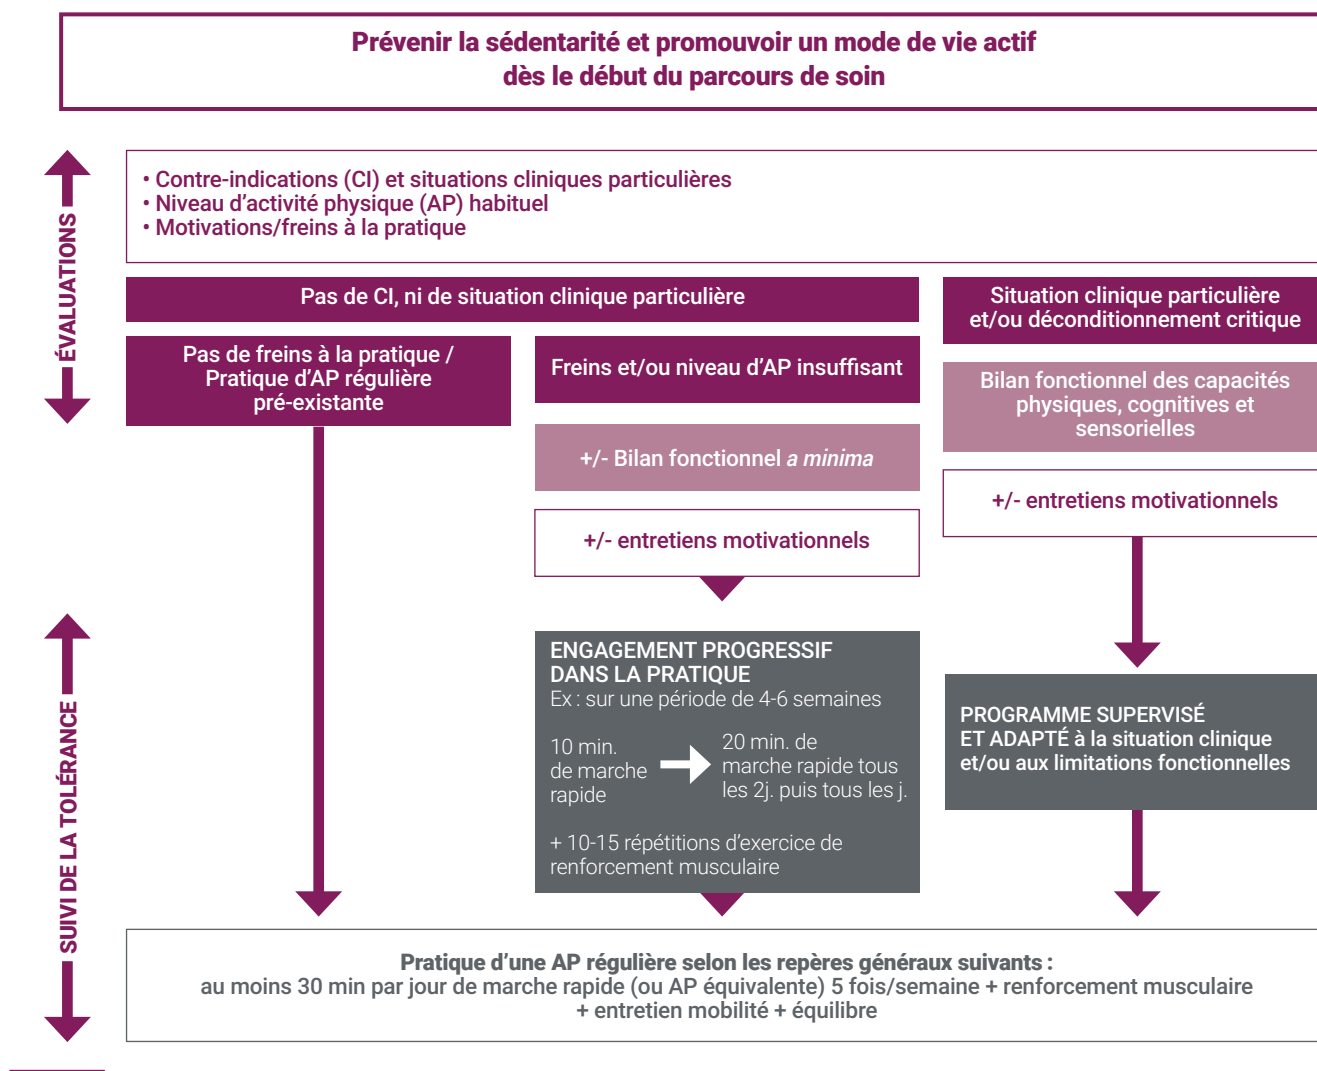 Prévenir la sédentarité et promouvoir un mode de vie actif
dès le début du parcours de soin
ÉVALUATIONS
• Contre-indications (CI) et situations cliniques particulières
• Niveau d'activité physique (AP) habituel
• Motivations/freins à la pratique
Pas de CI, ni de situation clinique particulière
Pas de freins à la pratique /
Pratique d'AP régulière
pré-existante
Freins et/ou niveau d'AP insuffisant
+/- Bilan fonctionnel a minima
+/- entretiens motivationnels
Situation clinique particulière
et/ou déconditionnement critique
Bilan fonctionnel des capacités
physiques, cognitives et
sensorielles
+/- entretiens motivationnels
SUIVI DE LA TOLÉRANCE
ENGAGEMENT PROGRESSIF
DANS LA PRATIQUE
Ex : sur une période de 4-6 semaines
10 min.
de marche
rapide
20 min. de
marche rapide tous
les 2j. puis tous les j.
+ 10-15 répétitions d'exercice de
renforcement musculaire
PROGRAMME SUPERVISÉ
ET ADAPTÉ à la situation clinique
et/ou aux limitations fonctionnelles
Pratique d'une AP régulière selon les repères généraux suivants :
au moins 30 min par jour de marche rapide (ou AP équivalente) 5 fois/semaine + renforcement musculaire
+ entretien mobilité + équilibre